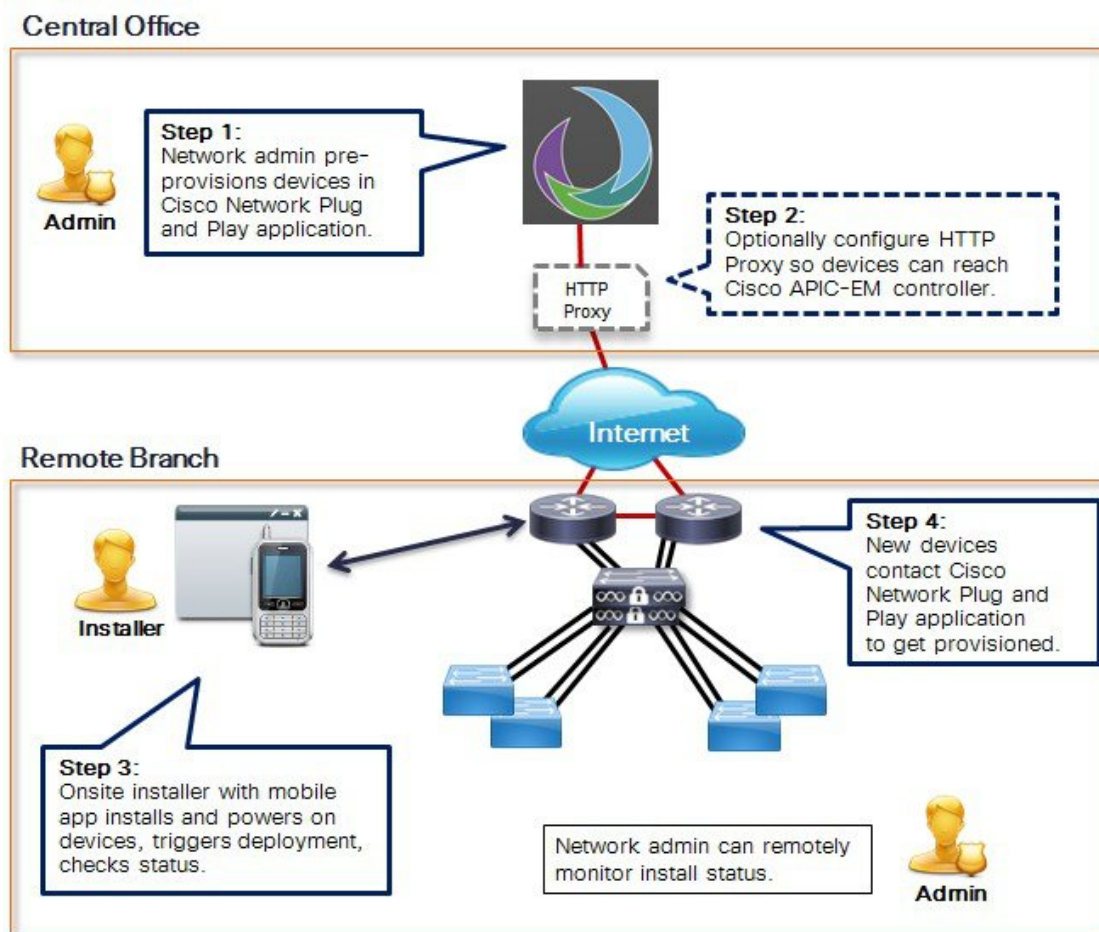 Central Office
Step 1:
Network admin pre-
provisions devices in
Cisco Network Plug
and Play application.
Admin
Step 2:
Optionally configure HTTP
Proxy so devices can reach
Cisco APIC-EM controller.
HTTP
Proxy
Internet
Remote Branch
Installer
Step 4:
New devices
contact Cisco
Network Plug and
Play application
to get provisioned.
Step 3:
Onsite installer with mobile
app installs and powers on
devices, triggers deployment,
checks status.
Network admin can remotely
monitor install status.
Admin